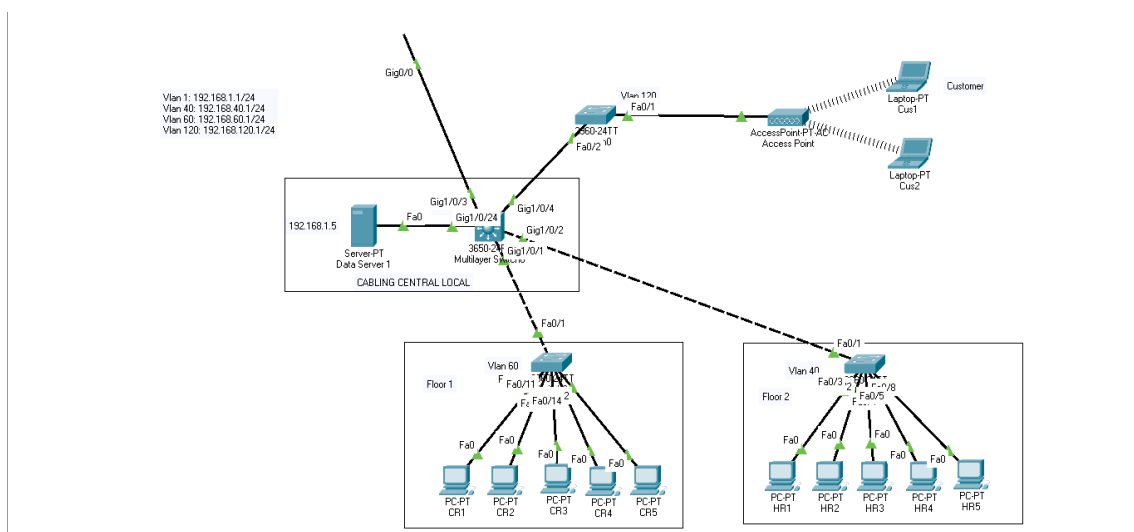 Gig0/0
Vlan 1: 192.168.1.1/24
Vlan 40: 192.168.40.1/24
Vlan 60: 192.168.60.1/24
Vlan 120: 192.168.120.1/24
Vlan 120
Fa0/1
Fa0/2
AccessPoint-PT-AC
Access Point
Laptop-PT
Cus1
Customer
Laptop-PT
Cus2
192.168.1.5
Fa0
Server-PT
Data Server 1
Gig1/0/3
Gig1/0/4
Gig1/0/24
Gig1/0/2
Gig1/0/1
Multilayer
CABLING CENTRAL LOCAL
Fa0/1
Vlan 60
Floor 1
Fa0/11
Fa0/14
Fa0
Fa0
Fa0
Fa0
Fa0
PC-PT
CR1
PC-PT
CR2
PC-PT
CR3
PC-PT
CR4
PC-PT
CR5
Fa0/1
Vlan 40
Floor 2
Fa0/3
Fa0/8
Fa0/5
Fa0
Fa0
Fa0
Fa0
Fa0
PC-PT
HR1
PC-PT
HR2
PC-PT
HR3
PC-PT
HR4
PC-PT
HR5